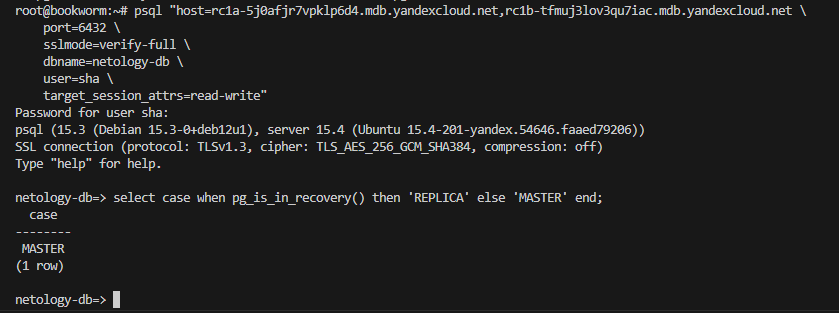 root@bookworm:~# psql "host=rc1a-5j0afjr7vpklp6d4.mdb.yandexcloud.net,rc1b-tfmuj3lov3qu7iac.mdb.yandexcloud.net \
    port=6432 \
    sslmode=verify-full \
    dbname=netology-db \
    user=sha \
    target_session_attrs=read-write"
Password for user sha:
psql (15.3 (Debian 15.3-0+deb12u1), server 15.4 (Ubuntu 15.4-201-yandex.54646.faaed79206))
SSL connection (protocol: TLSv1.3, cipher: TLS_AES_256_GCM_SHA384, compression: off)
Type "help" for help.

netology-db=> select case when pg_is_in_recovery() then 'REPLICA' else 'MASTER' end;
  case
--------
 MASTER
(1 row)

netology-db=>